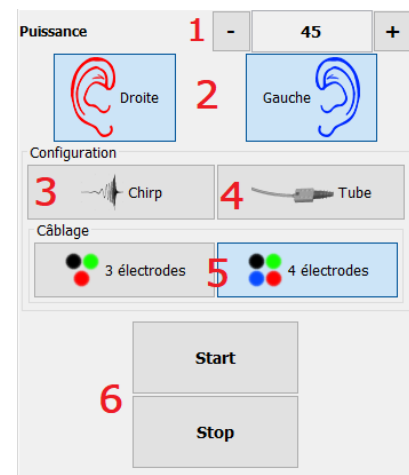 Puissance 1 - 45 +
Droite 2 Gauche
Configuration
3 Chirp 4 Tube
Câblage
3 électrodes 5 4 électrodes
Start
6
Stop